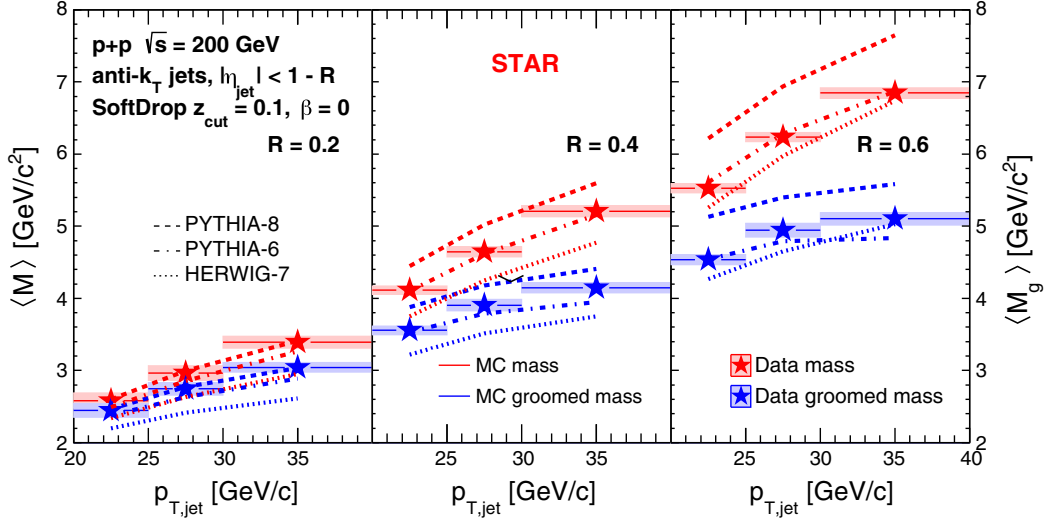 p+p √s = 200 GeV
anti-k_T jets, |η_jet| < 1 - R
SoftDrop z_cut = 0.1, β = 0
R = 0.2
STAR
R = 0.4
R = 0.6
PYTHIA-8
PYTHIA-6
HERWIG-7
MC mass
MC groomed mass
Data mass
Data groomed mass
⟨M⟩ [GeV/c²]
⟨M_g⟩ [GeV/c²]
8
7
6
5
4
3
2
8
7
6
5
4
3
2
20 25 30 35 25 30 35 25 30 35 40
p_T,jet [GeV/c] p_T,jet [GeV/c] p_T,jet [GeV/c]